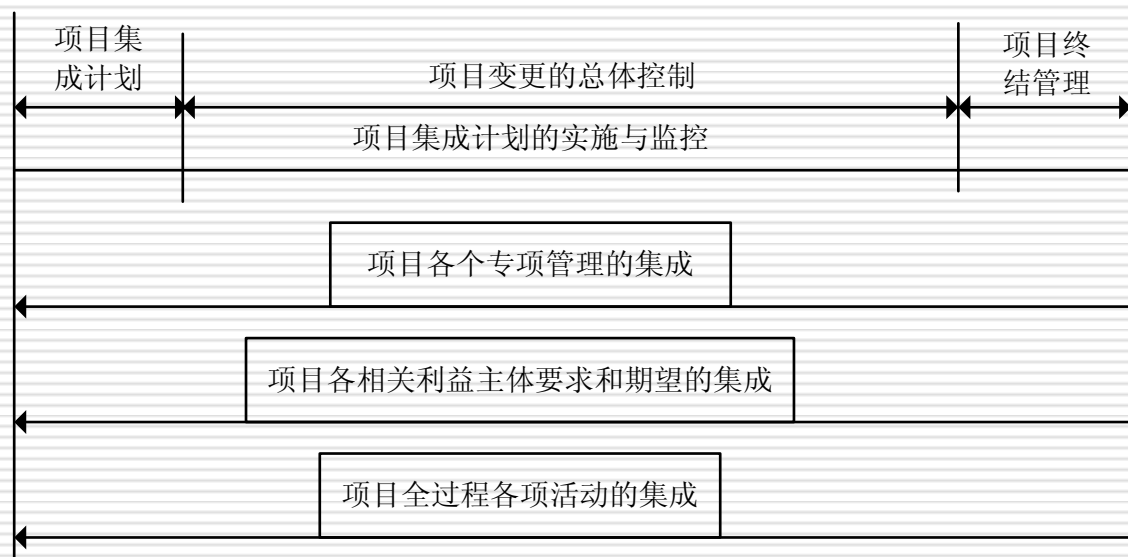 项目集
成计划
项目变更的总体控制
项目终
结管理
项目集成计划的实施与监控
项目各个专项管理的集成
项目各相关利益主体要求和期望的集成
项目全过程各项活动的集成